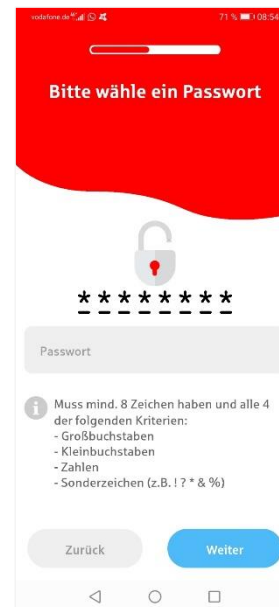 vodafone.de 71 % 08:54
Bitte wähle ein Passwort
* * * * * * * *
Passwort
Muss mind. 8 Zeichen haben und alle 4
der folgenden Kriterien:
- Großbuchstaben
- Kleinbuchstaben
- Zahlen
- Sonderzeichen (z.B. ! ? * & %)
Zurück Weiter